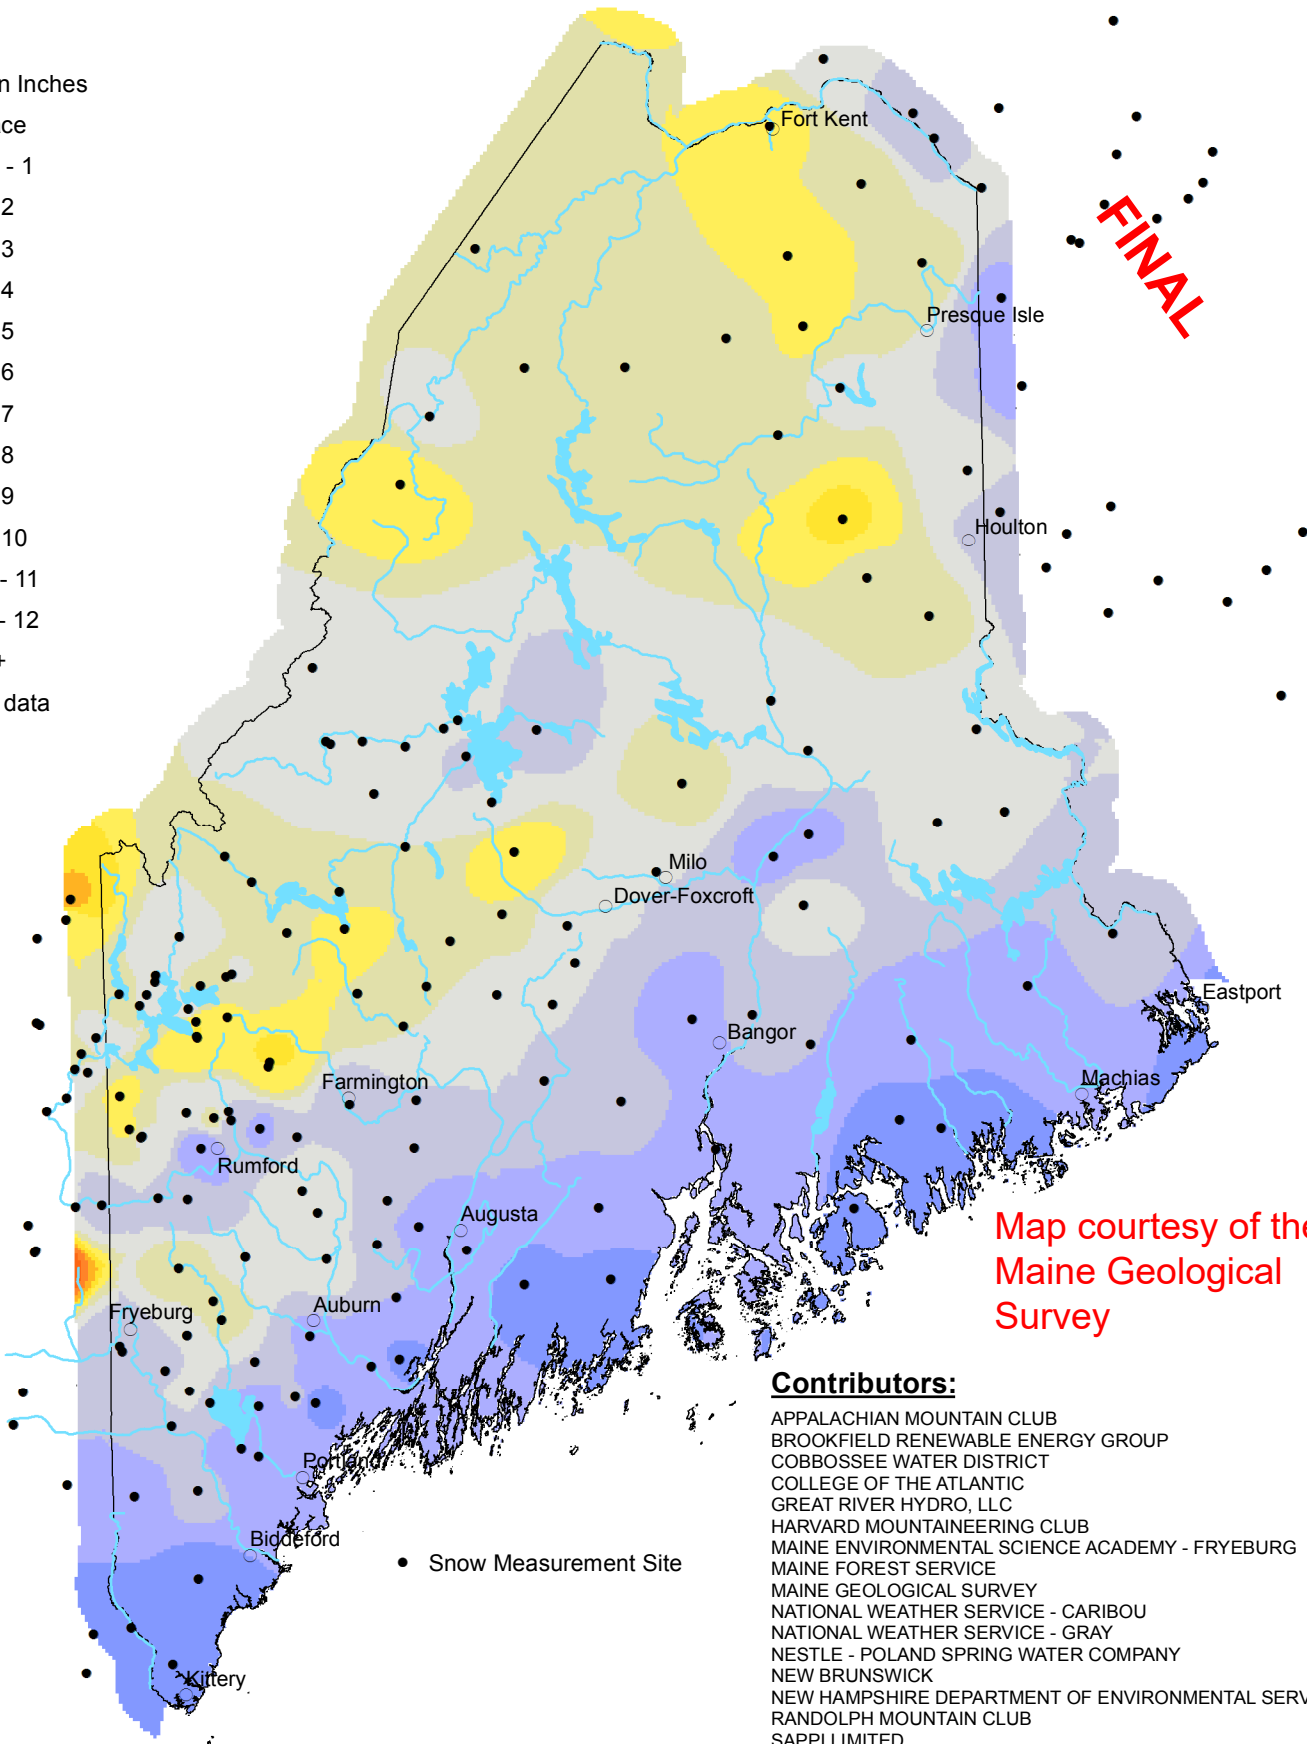 n Inches
ace
- 1
2
3
4
5
6
7
8
9
10
- 11
- 12
+
data
Fort Kent
FINAL
Presque Isle
Houlton
Milo
Dover-Foxcroft
Eastport
Bangor
Machias
Farmington
Rumford
Augusta
Map courtesy of the
Maine Geological
Survey
Fryeburg
Auburn
Portland
Biddeford
Kittery
Snow Measurement Site
Contributors:
APPALACHIAN MOUNTAIN CLUB
BROOKFIELD RENEWABLE ENERGY GROUP
COBBOSSEE WATER DISTRICT
COLLEGE OF THE ATLANTIC
GREAT RIVER HYDRO, LLC
HARVARD MOUNTAINEERING CLUB
MAINE ENVIRONMENTAL SCIENCE ACADEMY - FRYEBURG
MAINE FOREST SERVICE
MAINE GEOLOGICAL SURVEY
NATIONAL WEATHER SERVICE - CARIBOU
NATIONAL WEATHER SERVICE - GRAY
NESTLE - POLAND SPRING WATER COMPANY
NEW BRUNSWICK
NEW HAMPSHIRE DEPARTMENT OF ENVIRONMENTAL SERV
RANDOLPH MOUNTAIN CLUB
SAPPI LIMITED